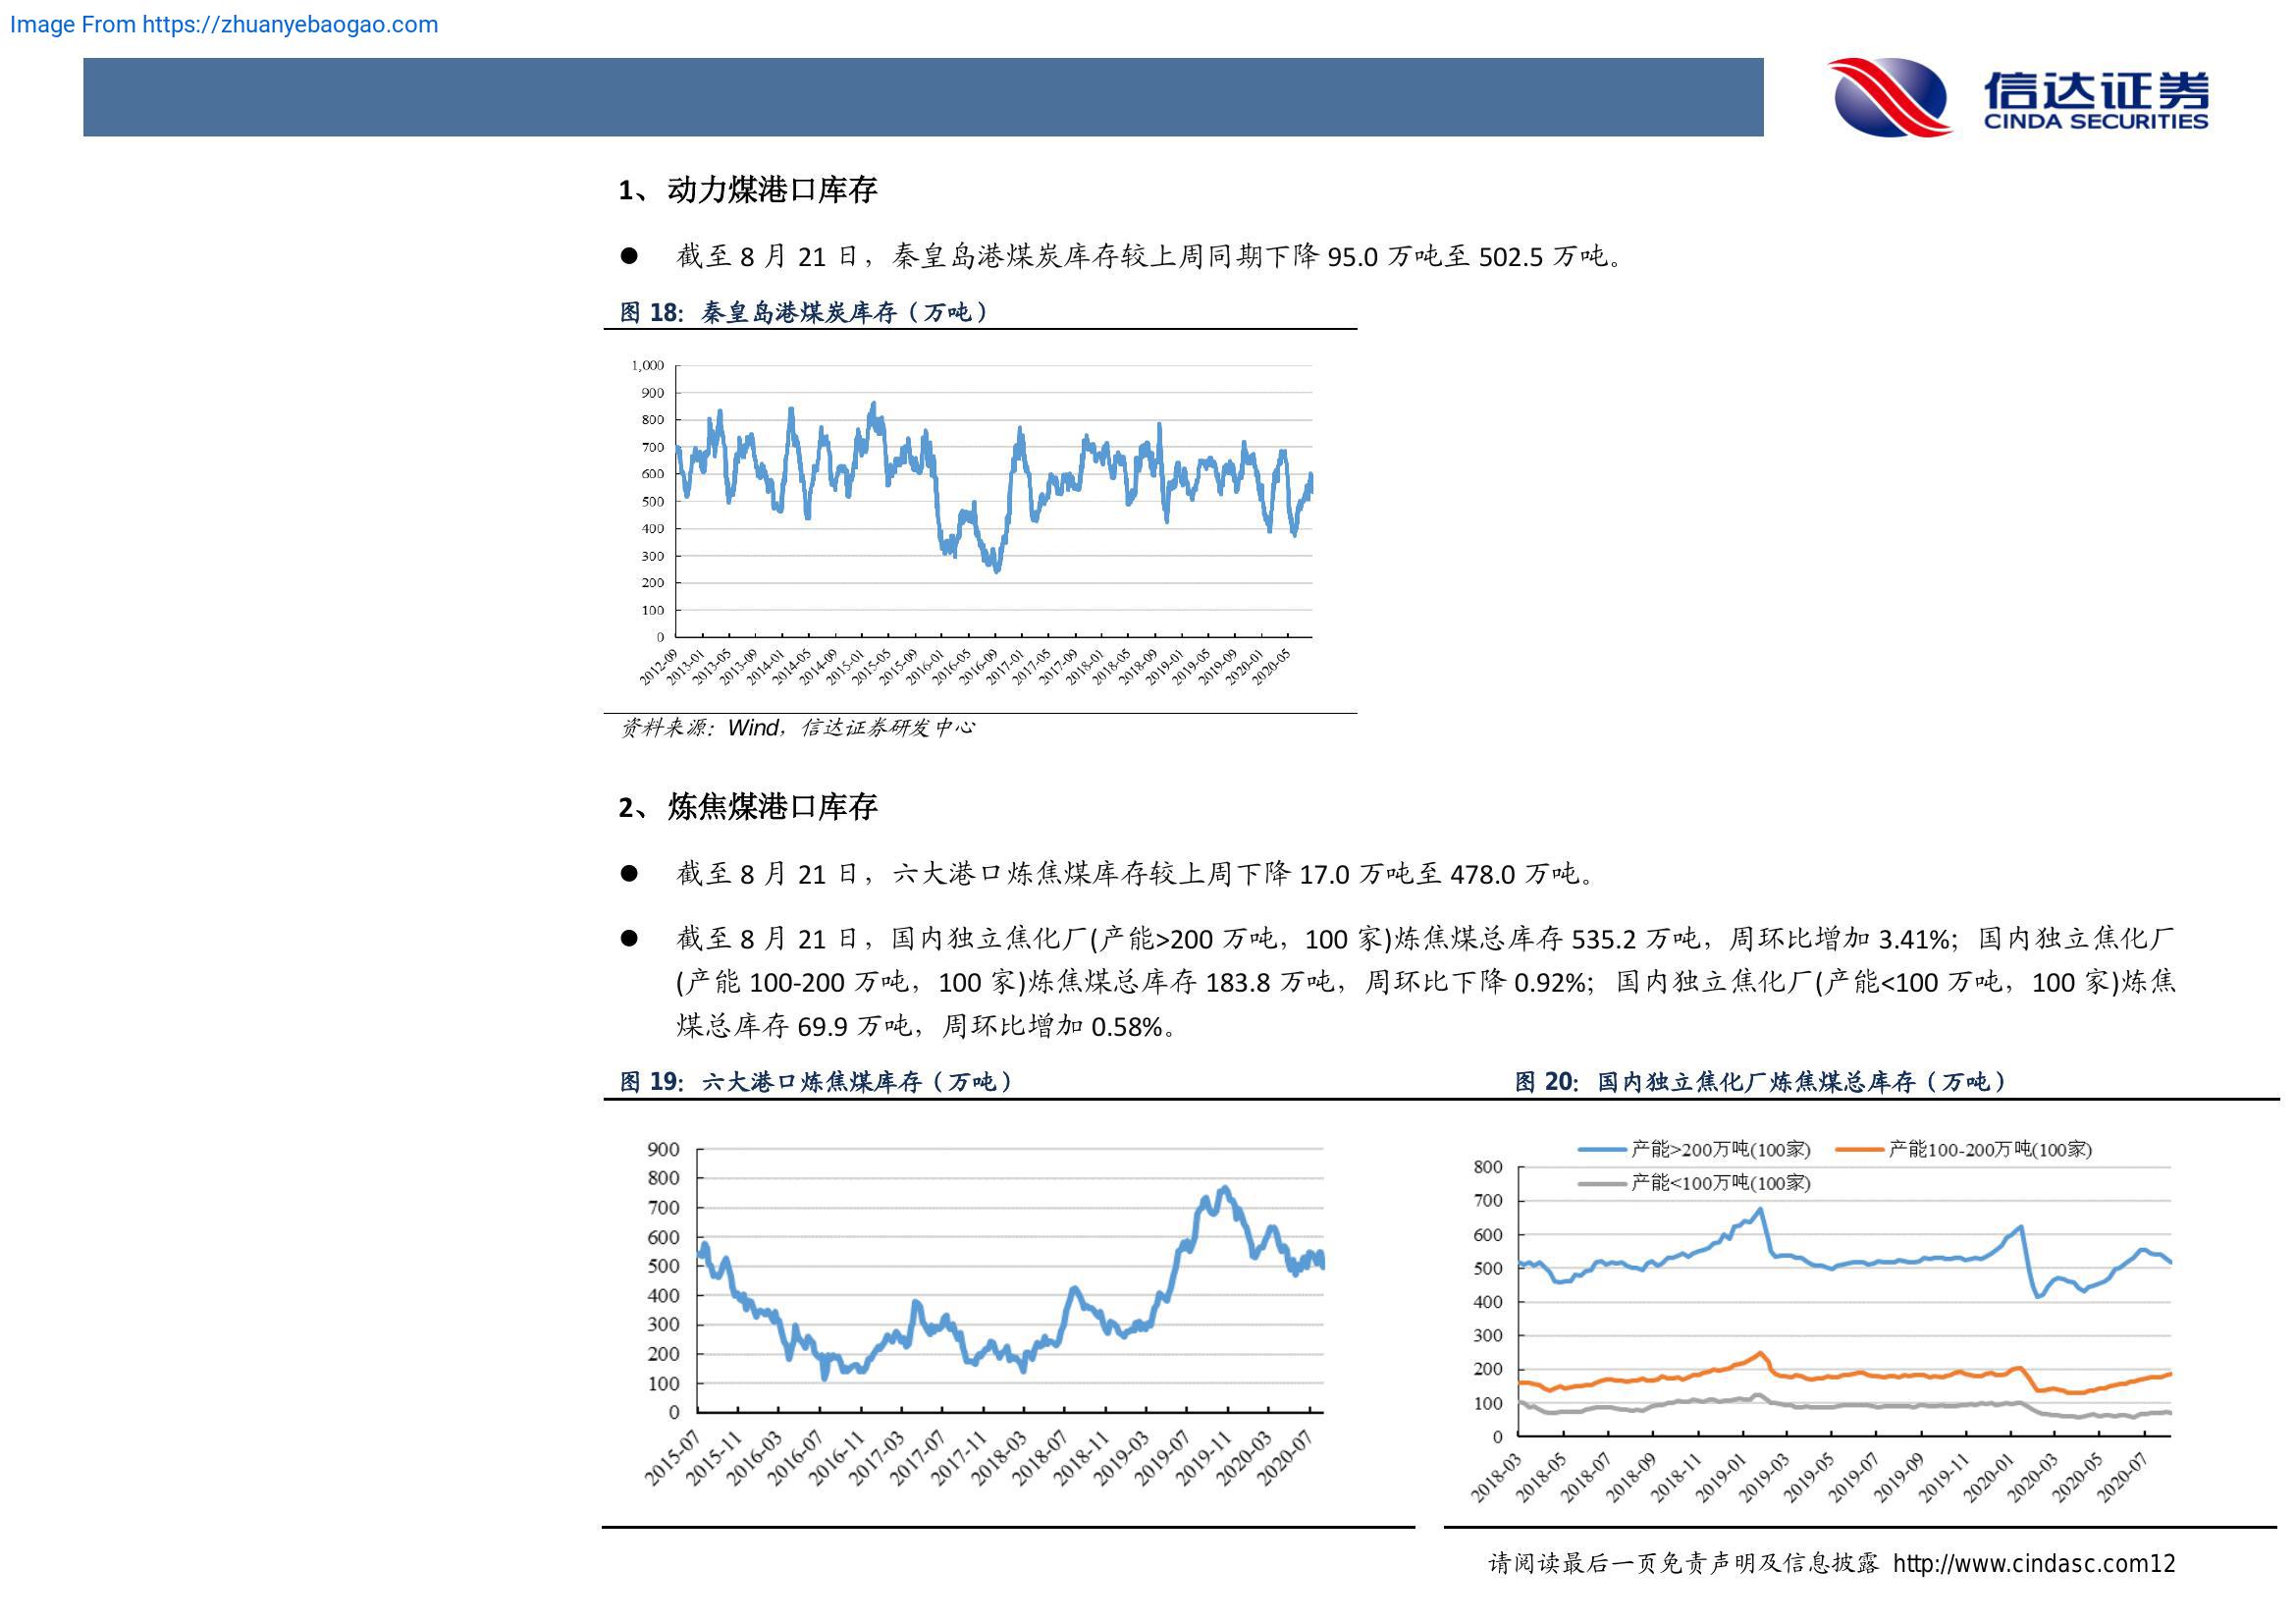 Image From https://zhuanyebaogao.com
信达证券
CINDA SECURITIES
1、 动力煤港口库存
● 截至 8 月 21 日，秦皇岛港煤炭库存较上周同期下降 95.0 万吨至 502.5 万吨。
图 18：秦皇岛港煤炭库存（万吨）
1,000
900
800
700
600
500
400
300
200
100
0
2012-09 2013-01 2013-05 2013-09 2014-01 2014-05 2014-09 2015-01 2015-05 2015-09 2016-01 2016-05 2016-09 2017-01 2017-05 2017-09 2018-01 2018-05 2018-09 2019-01 2019-05 2019-09 2020-01 2020-05
资料来源：Wind，信达证券研发中心
2、 炼焦煤港口库存
● 截至 8 月 21 日，六大港口炼焦煤库存较上周下降 17.0 万吨至 478.0 万吨。
● 截至 8 月 21 日，国内独立焦化厂(产能>200 万吨，100 家)炼焦煤总库存 535.2 万吨，周环比增加 3.41%；国内独立焦化厂
(产能 100-200 万吨，100 家)炼焦煤总库存 183.8 万吨，周环比下降 0.92%；国内独立焦化厂(产能<100 万吨，100 家)炼焦
煤总库存 69.9 万吨，周环比增加 0.58%。
图 19：六大港口炼焦煤库存（万吨）
900
800
700
600
500
400
300
200
100
0
2015-07 2015-11 2016-03 2016-07 2016-11 2017-03 2017-07 2017-11 2018-03 2018-07 2018-11 2019-03 2019-07 2019-11 2020-03 2020-07
图 20：国内独立焦化厂炼焦煤总库存（万吨）
产能>200万吨(100家) 产能100-200万吨(100家)
产能<100万吨(100家)
800
700
600
500
400
300
200
100
0
2018-03 2018-05 2018-07 2018-09 2018-11 2019-01 2019-03 2019-05 2019-07 2019-09 2019-11 2020-01 2020-03 2020-05 2020-07
请阅读最后一页免责声明及信息披露 http://www.cindasc.com12